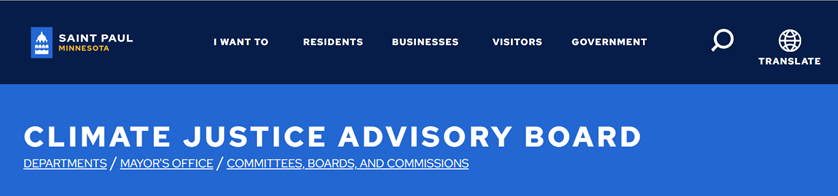 SAINT PAUL
MINNESOTA
I WANT TO
RESIDENTS
BUSINESSES
VISITORS
GOVERNMENT
TRANSLATE
CLIMATE JUSTICE ADVISORY BOARD
DEPARTMENTS / MAYOR'S OFFICE / COMMITTEES, BOARDS, AND COMMISSIONS